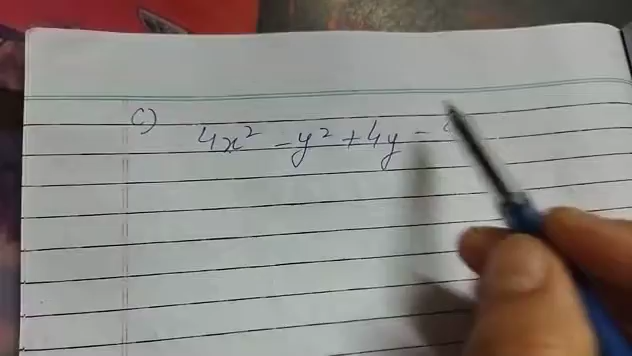 c) 4x² - y² + 4y -